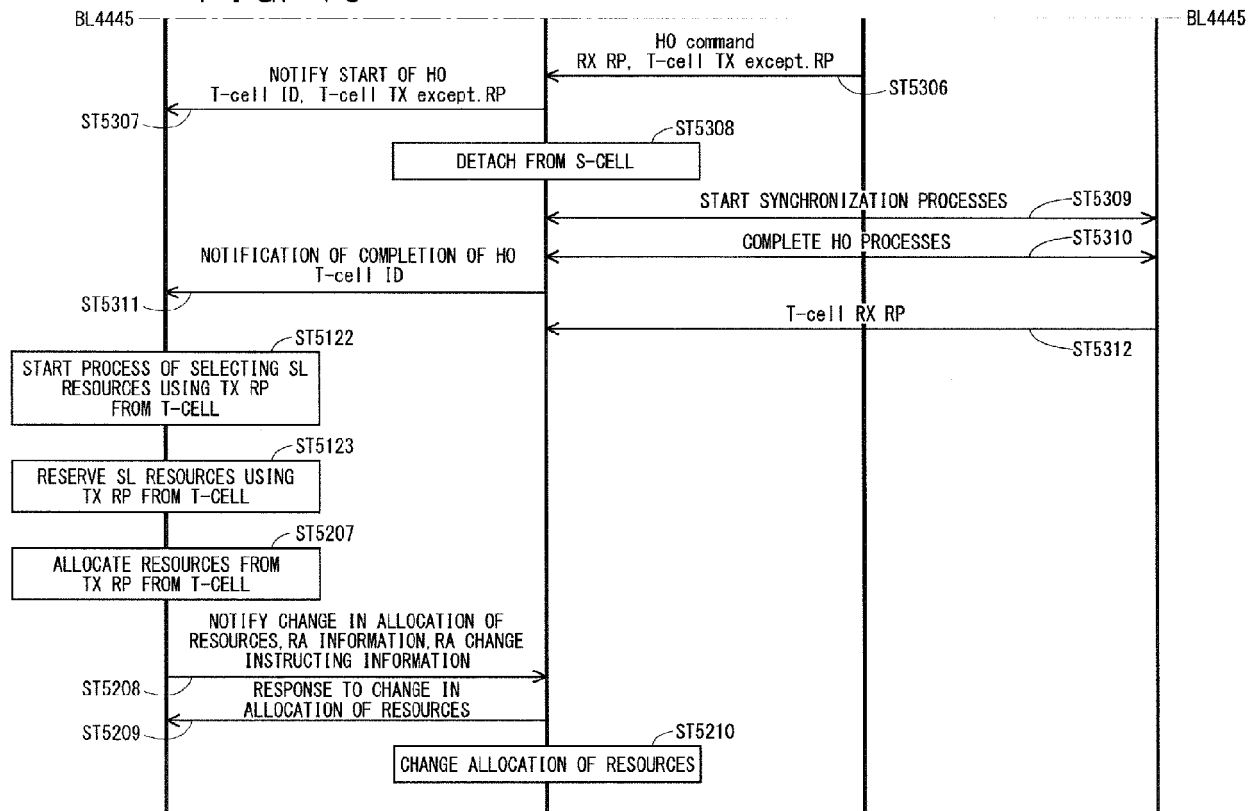 BL4445
BL4445
HO command
RX RP, T-cell TX except.RP
ST5306
NOTIFY START OF HO
T-cell ID, T-cell TX except.RP
ST5307
ST5308
DETACH FROM S-CELL
START SYNCHRONIZATION PROCESSES
ST5309
COMPLETE HO PROCESSES
ST5310
NOTIFICATION OF COMPLETION OF HO
T-cell ID
ST5311
T-cell RX RP
ST5312
ST5122
START PROCESS OF SELECTING SL
RESOURCES USING TX RP
FROM T-CELL
ST5123
RESERVE SL RESOURCES USING
TX RP FROM T-CELL
ST5207
ALLOCATE RESOURCES FROM
TX RP FROM T-CELL
NOTIFY CHANGE IN ALLOCATION OF
RESOURCES, RA INFORMATION, RA CHANGE
INSTRUCTING INFORMATION
ST5208
RESPONSE TO CHANGE IN
ALLOCATION OF RESOURCES
ST5209
ST5210
CHANGE ALLOCATION OF RESOURCES